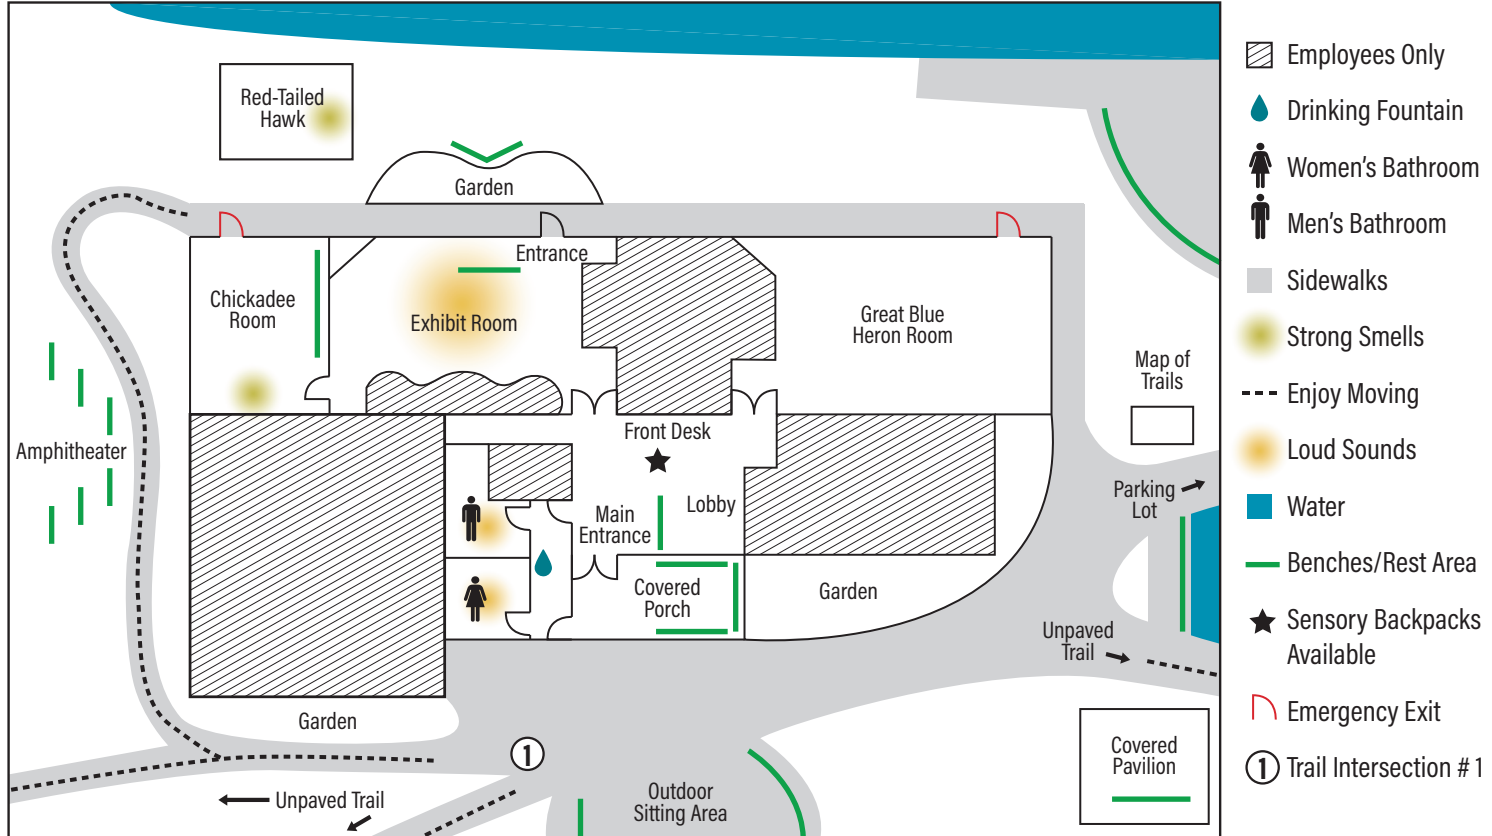 Red-Tailed
Hawk
Garden
Entrance
Chickadee
Room
Exhibit Room
Great Blue
Heron Room
Map of
Trails
Amphitheater
Front Desk
Parking
Lot
Lobby
Main
Entrance
Covered
Porch
Garden
Unpaved
Trail
Garden
1
Covered
Pavilion
Unpaved Trail
Outdoor
Sitting Area
Employees Only
Drinking Fountain
Women's Bathroom
Men's Bathroom
Sidewalks
Strong Smells
Enjoy Moving
Loud Sounds
Water
Benches/Rest Area
Sensory Backpacks
Available
Emergency Exit
1 Trail Intersection # 1